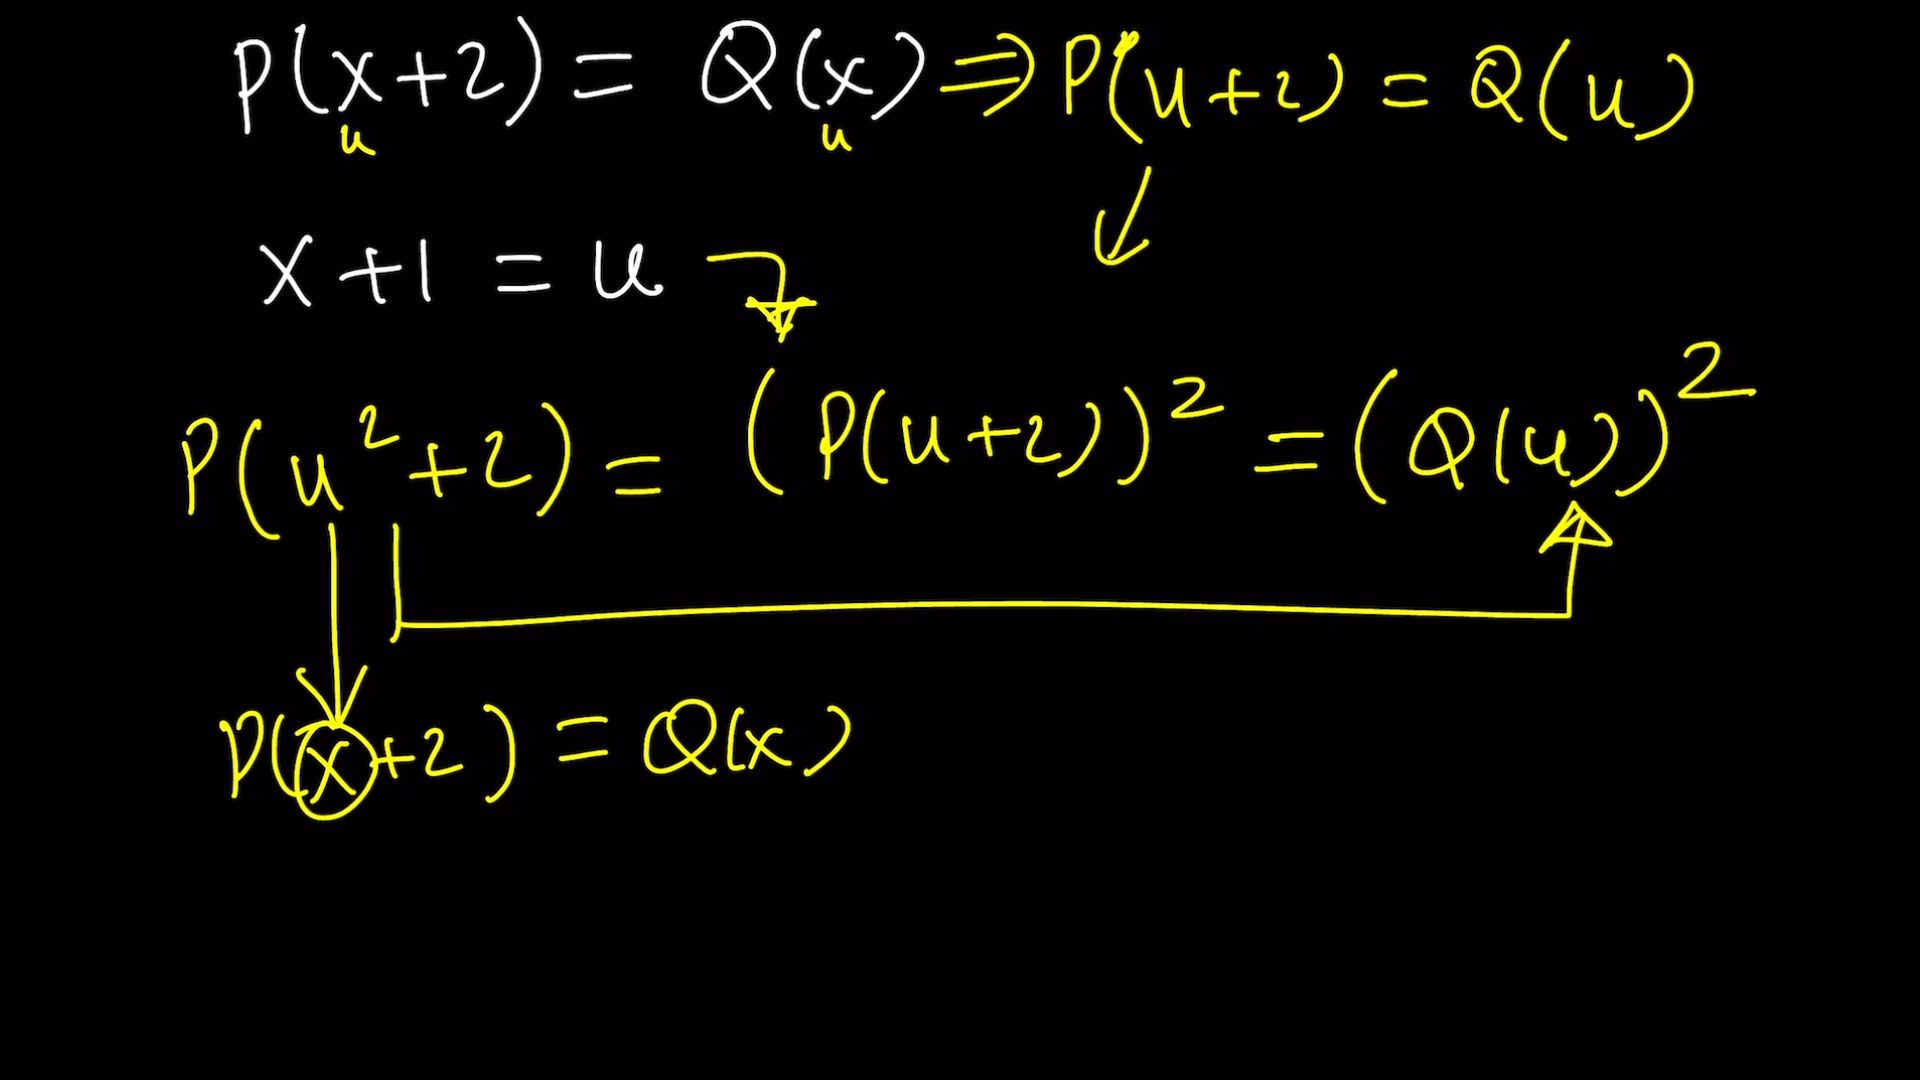 P(x+2) = Q(x) ⇒ P(u+2) = Q(u)
u u
x+1 = u
P(u²+2) = (P(u+2))² = (Q(u))²
P(x+2) = Q(x)